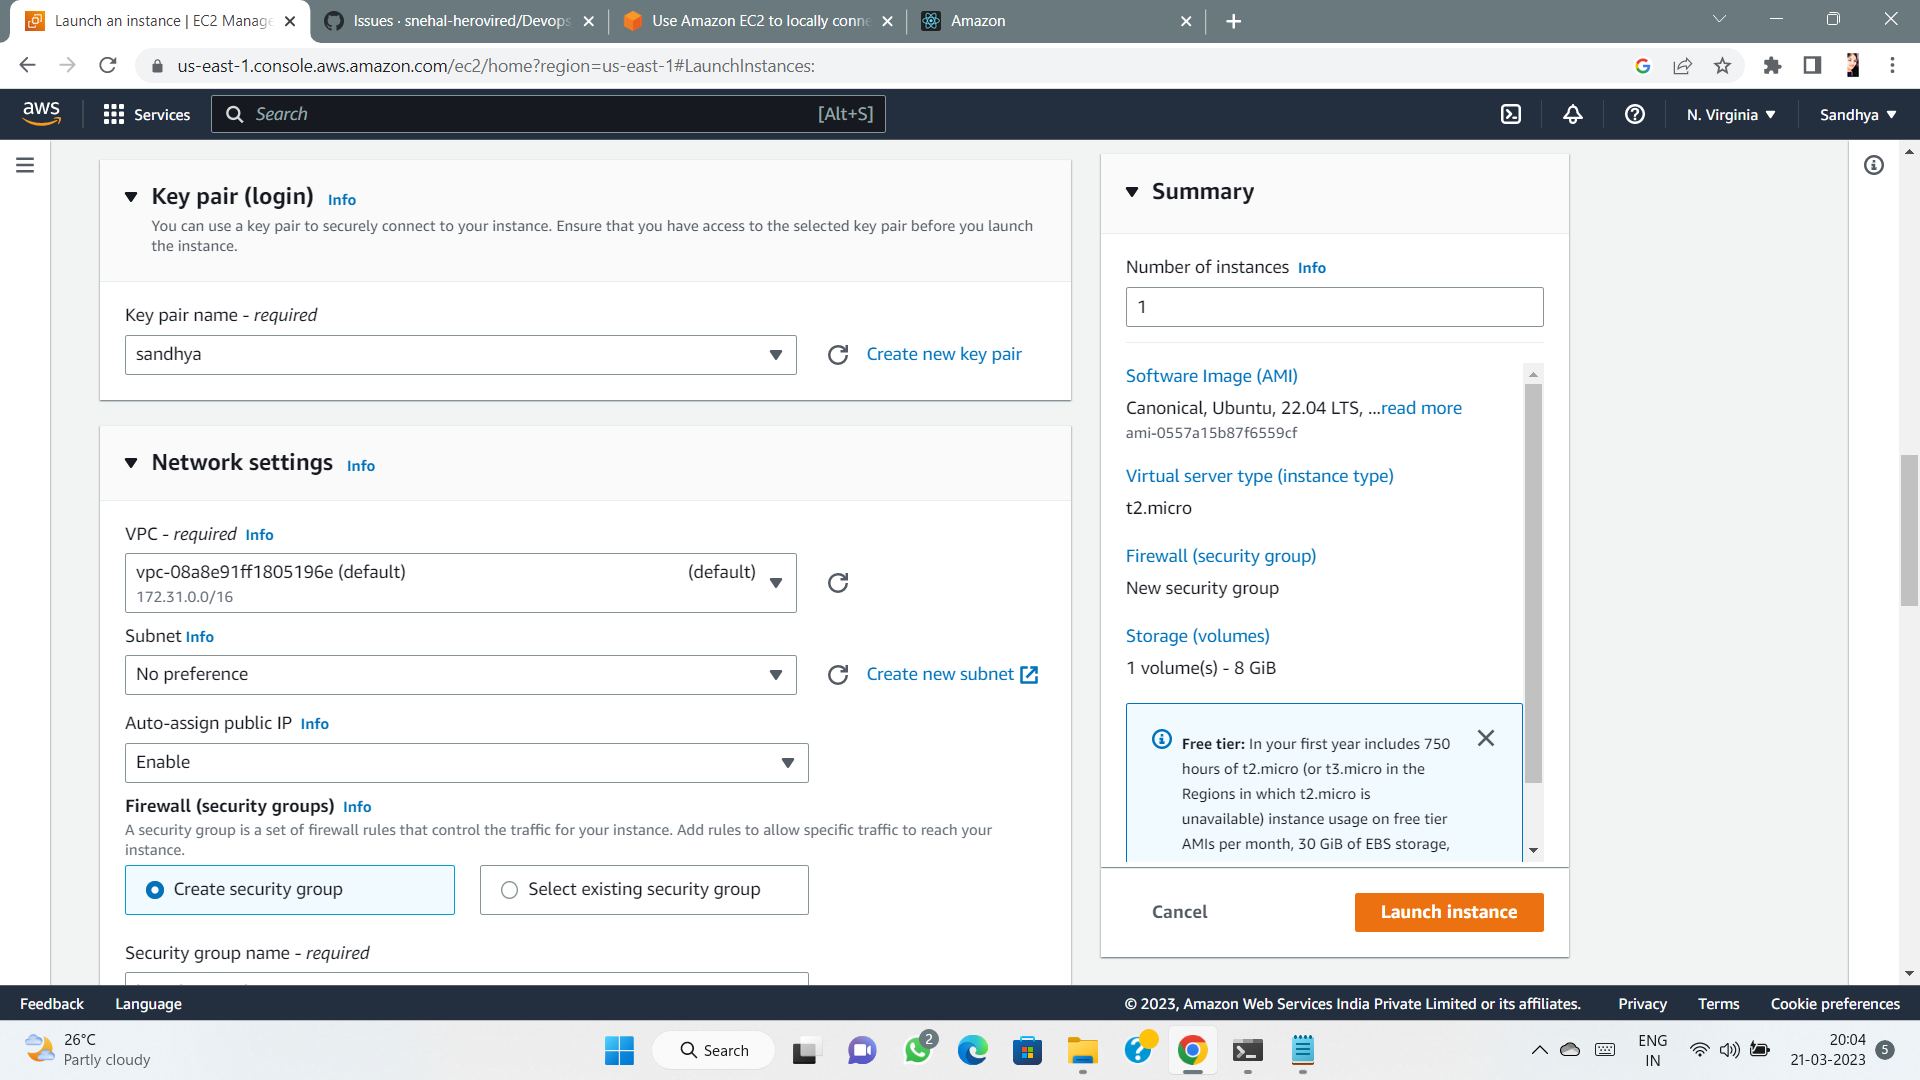 Launch an instance | EC2 Manage
Issues · snehal-herovired/Devops
Use Amazon EC2 to locally conne
Amazon
us-east-1.console.aws.amazon.com/ec2/home?region=us-east-1#LaunchInstances:
aws
Services
Search
[Alt+S]
N. Virginia
Sandhya
Key pair (login) Info
You can use a key pair to securely connect to your instance. Ensure that you have access to the selected key pair before you launch
the instance.
Key pair name - required
sandhya
Create new key pair
Network settings Info
VPC - required Info
vpc-08a8e91ff1805196e (default) (default)
172.31.0.0/16
Subnet Info
No preference
Create new subnet
Auto-assign public IP Info
Enable
Firewall (security groups) Info
A security group is a set of firewall rules that control the traffic for your instance. Add rules to allow specific traffic to reach your
instance.
Create security group
Select existing security group
Security group name - required
Summary
Number of instances Info
1
Software Image (AMI)
Canonical, Ubuntu, 22.04 LTS, ...read more
ami-0557a15b87f6559cf
Virtual server type (instance type)
t2.micro
Firewall (security group)
New security group
Storage (volumes)
1 volume(s) - 8 GiB
Free tier: In your first year includes 750
hours of t2.micro (or t3.micro in the
Regions in which t2.micro is
unavailable) instance usage on free tier
AMIs per month, 30 GiB of EBS storage,
Cancel
Launch instance
Feedback
Language
© 2023, Amazon Web Services India Private Limited or its affiliates.
Privacy
Terms
Cookie preferences
26°C
Partly cloudy
Search
2
ENG
IN
20:04
21-03-2023
5